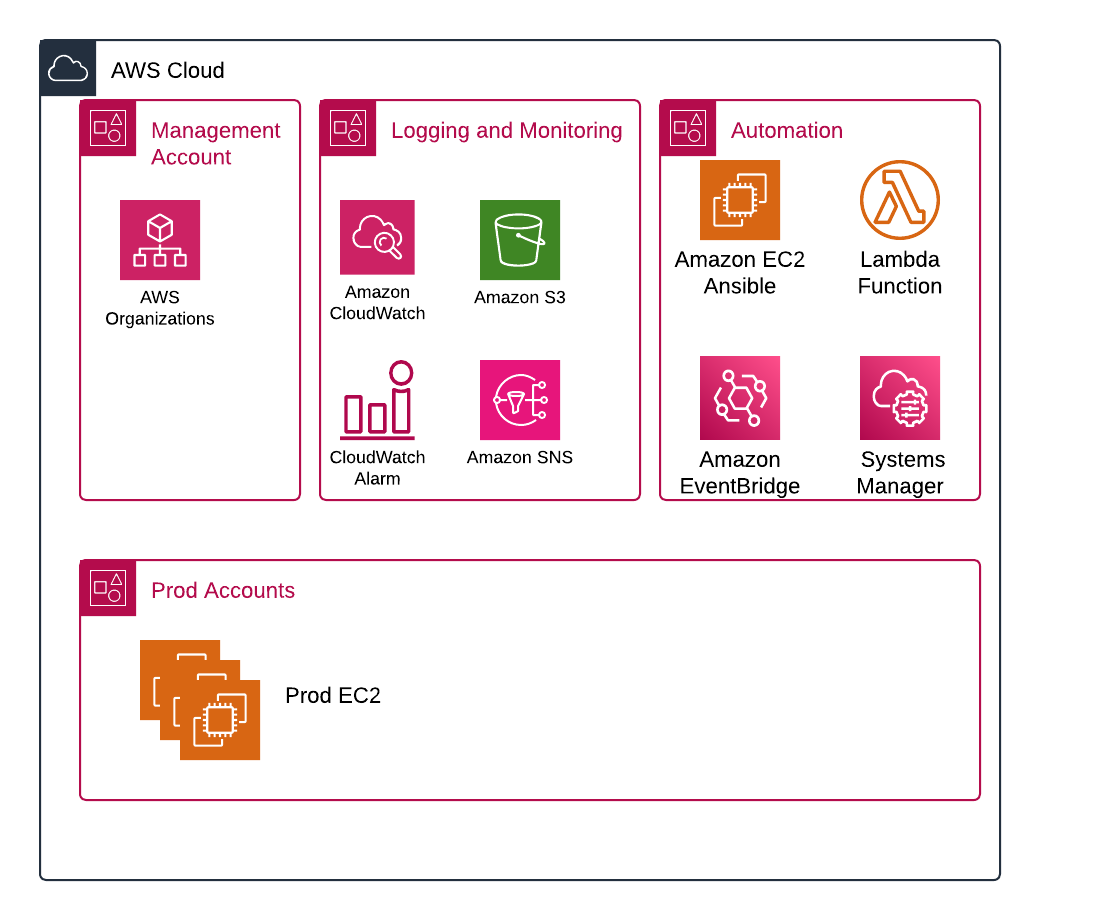 AWS Cloud
Management
Account
Logging and Monitoring
Automation
AWS
Organizations
Amazon
CloudWatch
Amazon S3
Amazon EC2
Ansible
Lambda
Function
CloudWatch
Alarm
Amazon SNS
Amazon
EventBridge
Systems
Manager
Prod Accounts
Prod EC2